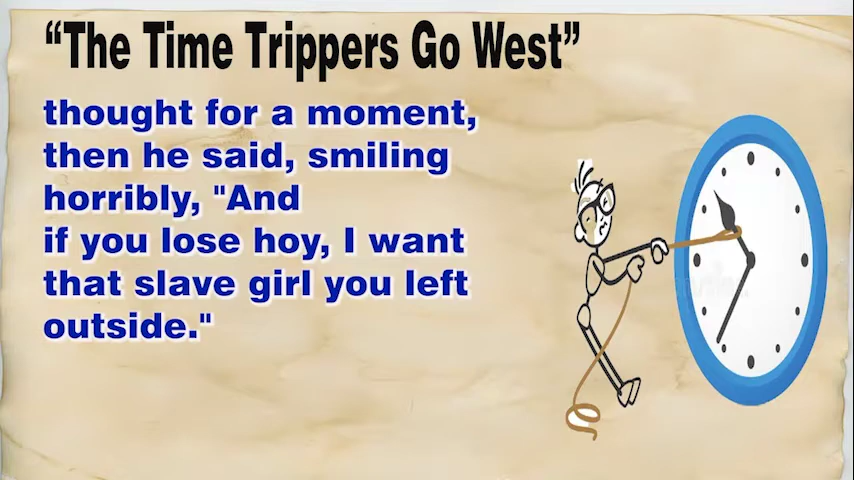 “The Time Trippers Go West”
thought for a moment,
then he said, smiling
horribly, "And
if you lose hoy, I want
that slave girl you left
outside."